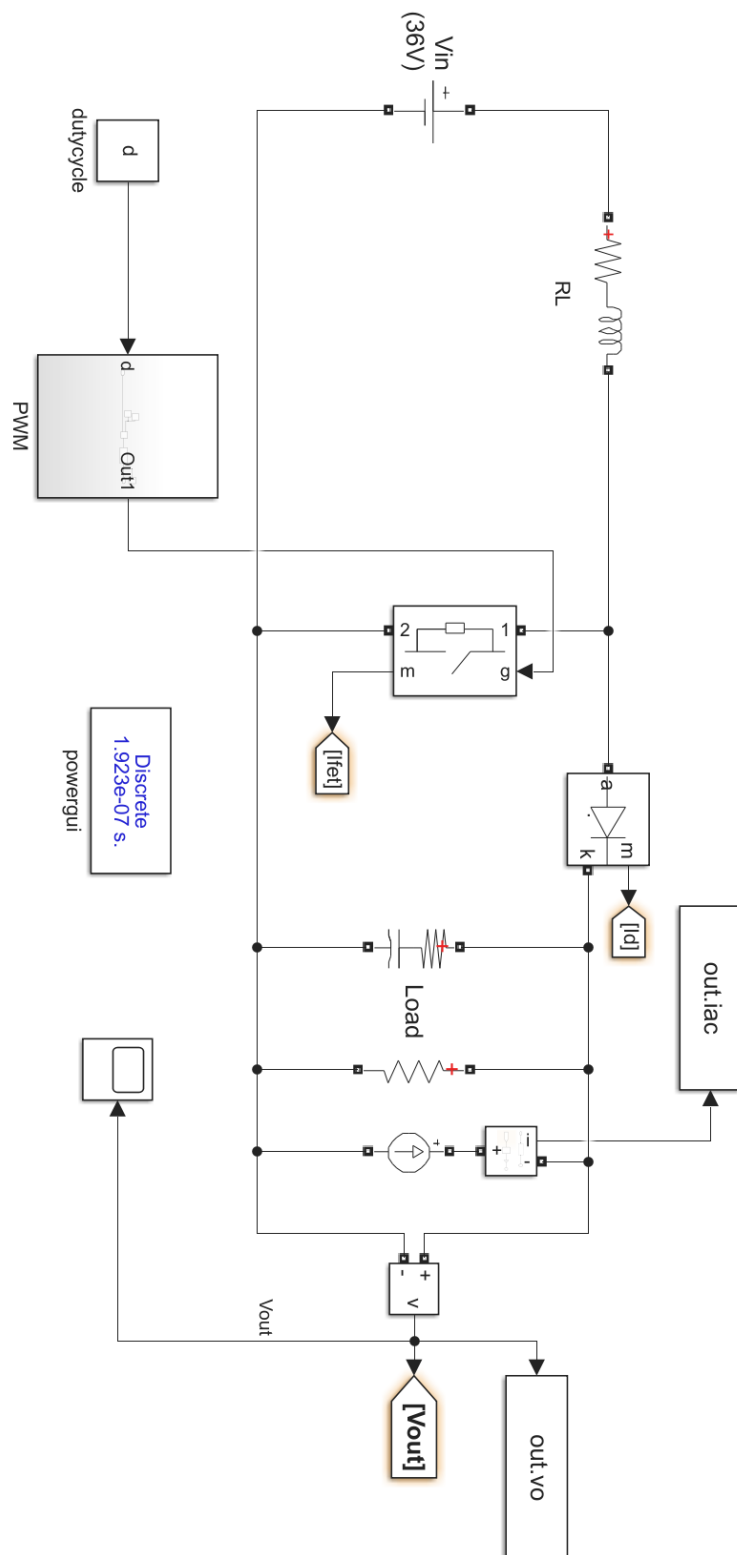 out.iac
out.vo
[Id]
m
a
k
RL
+
Vin
(36V)
+
g
1
m
2
[Ifet]
+
Load
+
+
i
-
+
+
-
v
[Vout]
Vout
d
dutycycle
d
Out1
PWM
Discrete
1.923e-07 s.
powergui